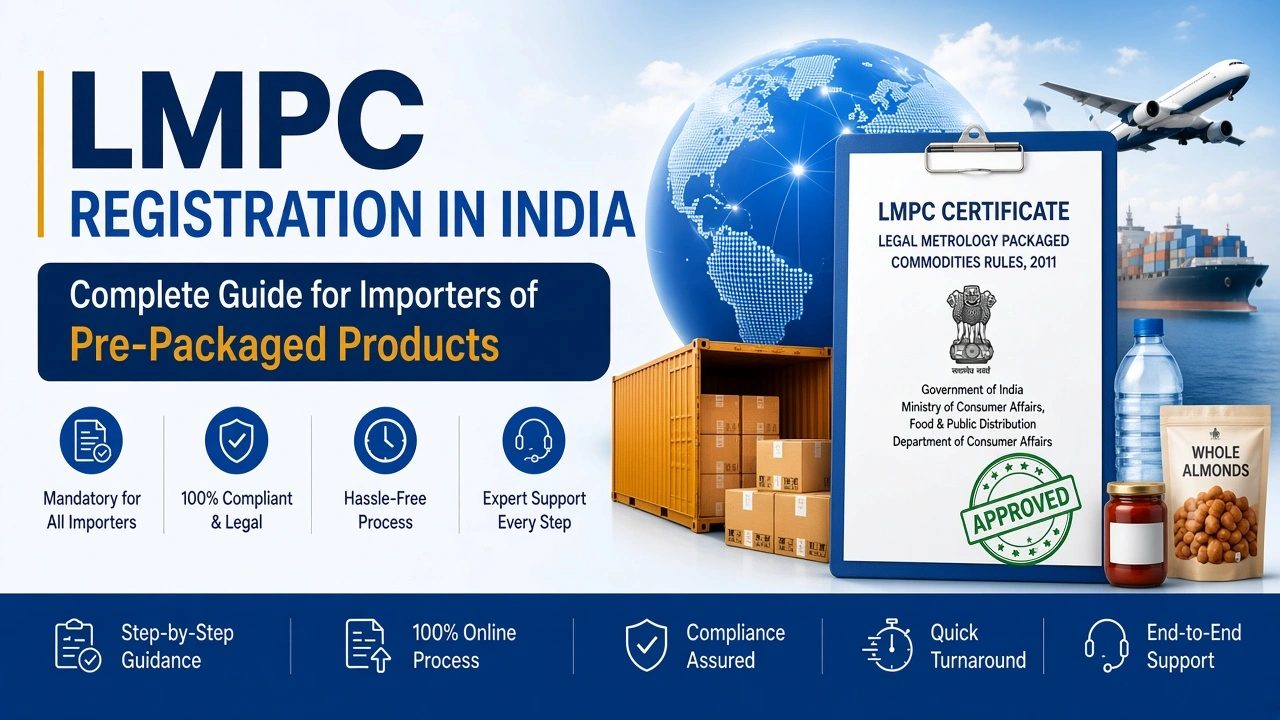 LMPC
REGISTRATION IN INDIA
Complete Guide for Importers of
Pre-Packaged Products
Mandatory for
All Importers
100% Compliant
& Legal
Hassle-Free
Process
Expert Support
Every Step
LMPC CERTIFICATE
LEGAL METROLOGY PACKAGED
COMMODITIES RULES, 2011
सत्यमेव जयते
Government of India
Ministry of Consumer Affairs,
Food & Public Distribution
Department of Consumer Affairs
APPROVED
WHOLE
ALMONDS
Step-by-Step
Guidance
100% Online
Process
Compliance
Assured
Quick
Turnaround
End-to-End
Support